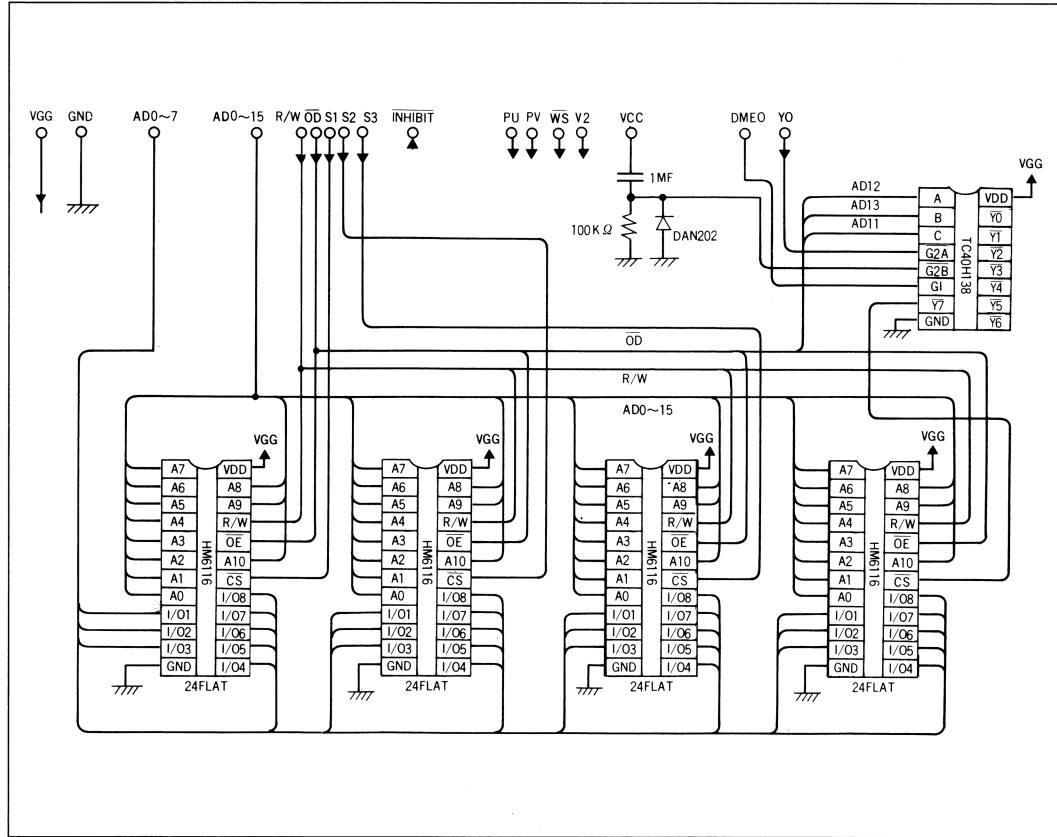 VGG GND AD0~7 AD0~15 R/W OD S1 S2 S3 INHIBIT PU PV WS V2 VCC DMEO YO
1MF
100KΩ DAN202
AD12
AD13
AD11
VGG
A VDD
B Y0
C Y1
G2A Y2
G2B Y3
GI Y4
Y7 Y5
GND Y6
TC40H138
OD
R/W
AD0~15
VGG
A7 VDD
A6 A8
A5 A9
A4 R/W
A3 OE
A2 A10
A1 CS
A0 I/O8
I/O1 I/O7
I/O2 I/O6
I/O3 I/O5
GND I/O4
HM6116
24FLAT
VGG
A7 VDD
A6 A8
A5 A9
A4 R/W
A3 OE
A2 A10
A1 CS
A0 I/O8
I/O1 I/O7
I/O2 I/O6
I/O3 I/O5
GND I/O4
HM6116
24FLAT
VGG
A7 VDD
A6 A8
A5 A9
A4 R/W
A3 OE
A2 A10
A1 CS
A0 I/O8
I/O1 I/O7
I/O2 I/O6
I/O3 I/O5
GND I/O4
HM6116
24FLAT
VGG
A7 VDD
A6 A8
A5 A9
A4 R/W
A3 OE
A2 A10
A1 CS
A0 I/O8
I/O1 I/O7
I/O2 I/O6
I/O3 I/O5
GND I/O4
HM6116
24FLAT